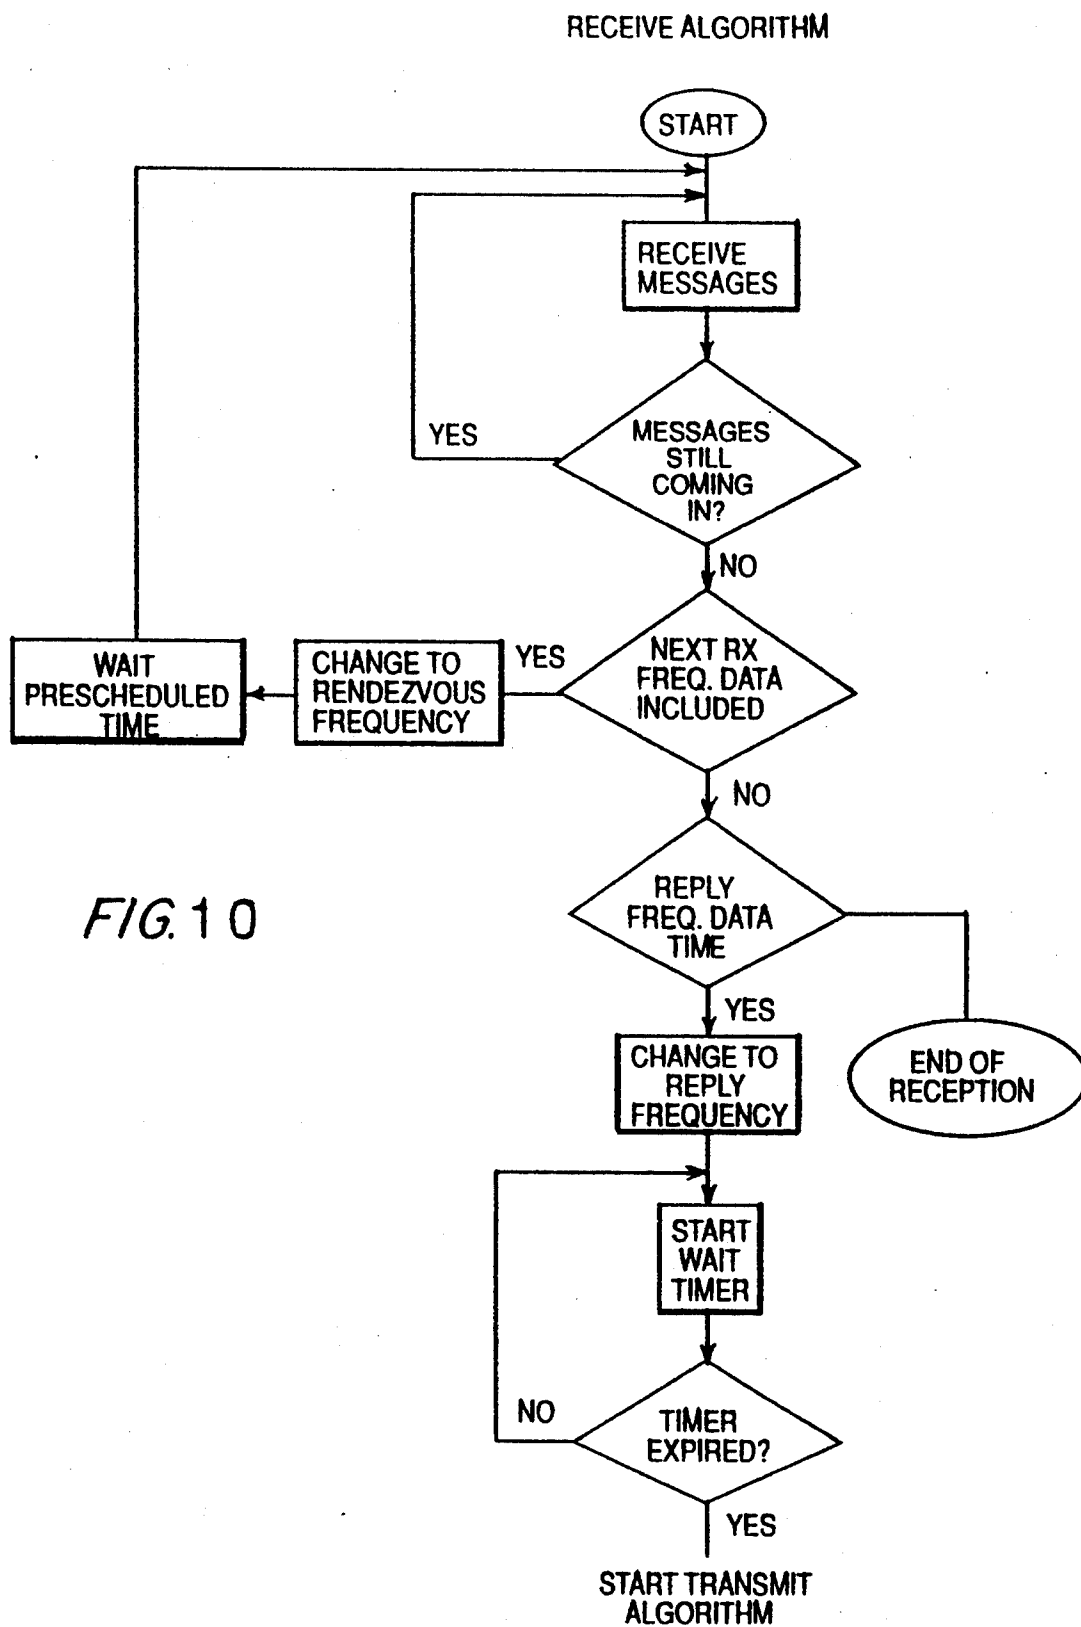 RECEIVE ALGORITHM
START
RECEIVE
MESSAGES
MESSAGES
STILL
COMING
IN?
YES
NO
NEXT RX
FREQ. DATA
INCLUDED
YES
CHANGE TO
RENDEZVOUS
FREQUENCY
WAIT
PRESCHEDULED
TIME
NO
REPLY
FREQ. DATA
TIME
YES
END OF
RECEPTION
CHANGE TO
REPLY
FREQUENCY
START
WAIT
TIMER
TIMER
EXPIRED?
NO
YES
START TRANSMIT
ALGORITHM
FIG. 10